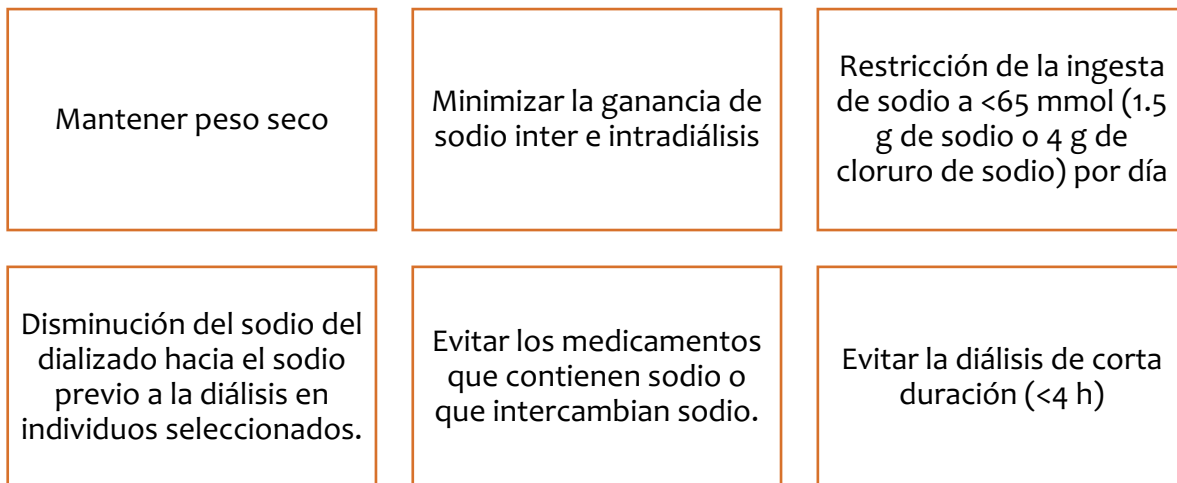 Mantener peso seco
Minimizar la ganancia de
sodio inter e intradiálisis
Restricción de la ingesta
de sodio a <65 mmol (1.5
g de sodio o 4 g de
cloruro de sodio) por día
Disminución del sodio del
dializado hacia el sodio
previo a la diálisis en
individuos seleccionados.
Evitar los medicamentos
que contienen sodio o
que intercambian sodio.
Evitar la diálisis de corta
duración (<4 h)